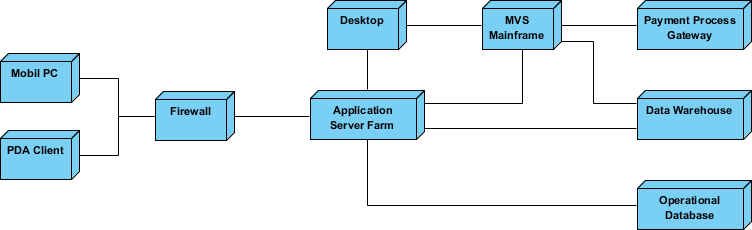 Desktop
MVS
Mainframe
Payment Process
Gateway
Mobil PC
Firewall
Application
Server Farm
Data Warehouse
PDA Client
Operational
Database